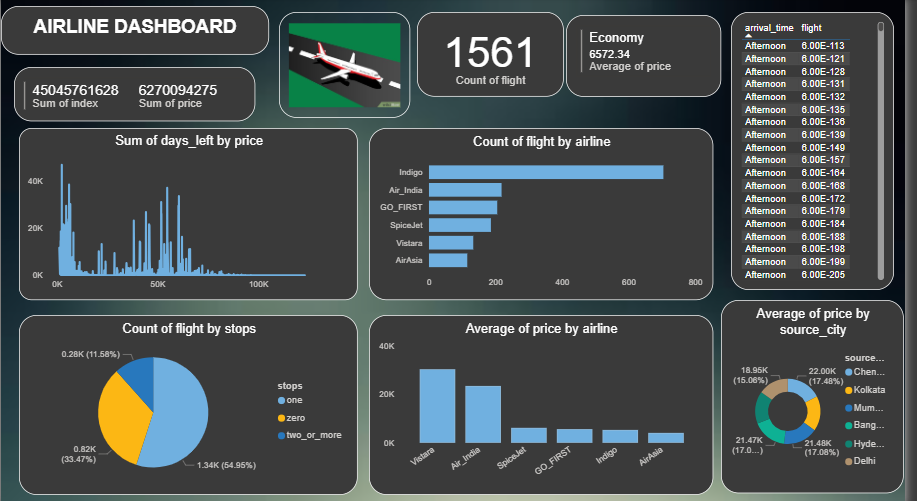 AIRLINE DASHBOARD
45045761628
Sum of index
6270094275
Sum of price
1561
Count of flight
Economy
6572.34
Average of price
arrival_time flight
Afternoon 6.00E-113
Afternoon 6.00E-121
Afternoon 6.00E-128
Afternoon 6.00E-131
Afternoon 6.00E-132
Afternoon 6.00E-135
Afternoon 6.00E-136
Afternoon 6.00E-139
Afternoon 6.00E-149
Afternoon 6.00E-157
Afternoon 6.00E-164
Afternoon 6.00E-168
Afternoon 6.00E-172
Afternoon 6.00E-179
Afternoon 6.00E-184
Afternoon 6.00E-188
Afternoon 6.00E-198
Afternoon 6.00E-199
Afternoon 6.00E-205
Sum of days_left by price
40K
20K
0K
0K 50K 100K
Count of flight by airline
Indigo
Air_India
GO_FIRST
SpiceJet
Vistara
AirAsia
0 200 400 600 800
Count of flight by stops
0.28K (11.58%)
0.82K
(33.47%)
1.34K (54.95%)
stops
one
zero
two_or_more
Average of price by airline
40K
20K
0K
Vistara
Air_India
SpiceJet
GO_FIRST
Indigo
AirAsia
Average of price by
source_city
18.95K
(15.06%)
22.00K
(17.48%)
21.47K
(17.0...)
21.48K
(17.08%)
source...
Chen...
Kolkata
Mum...
Bang...
Hyde...
Delhi